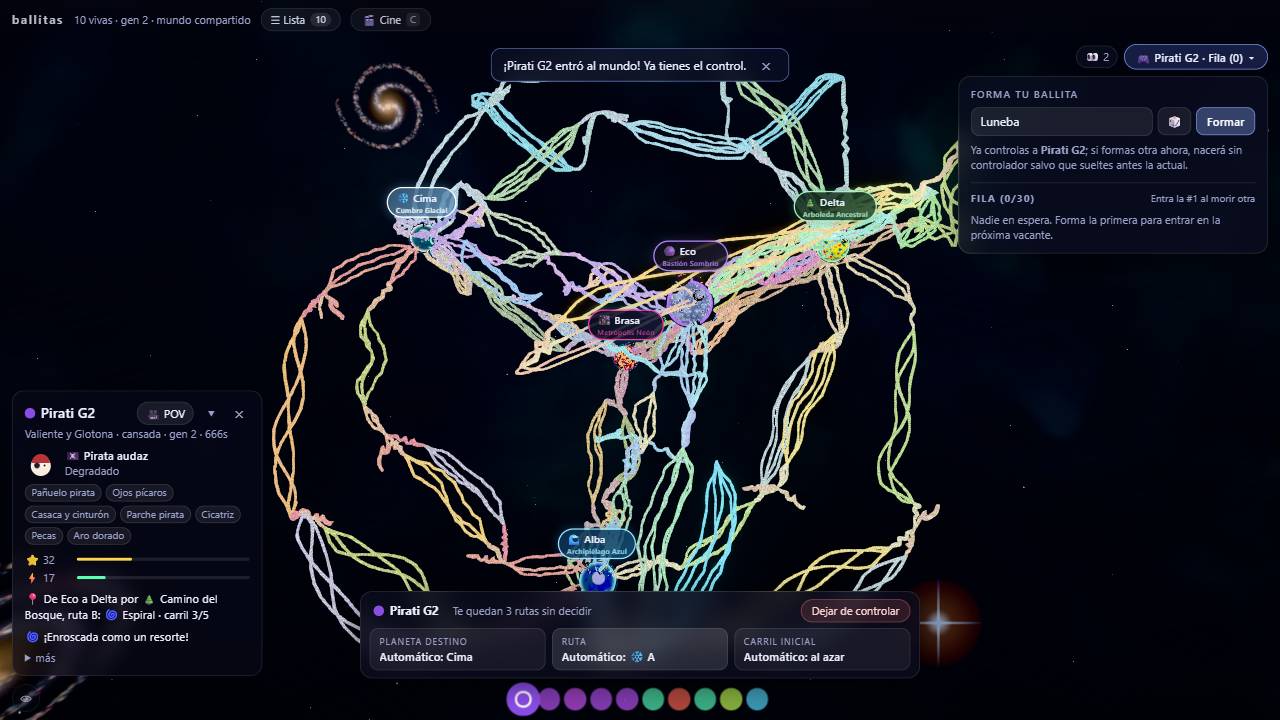 ballitas
10 vivas · gen 2 · mundo compartido
Lista 10
Cine C
¡Pirati G2 entró al mundo! Ya tienes el control.
2
Pirati G2 · Fila (0)
FORMA TU BALLITA
Luneba
Formar
Ya controlas a Pirati G2; si formas otra ahora, nacerá sin
controlador salvo que sueltes antes la actual.
FILA (0/30)
Entra la #1 al morir otra
Nadie en espera. Forma la primera para entrar en la
próxima vacante.
Cima
Cumbre Glacial
Delta
Arboleda Ancestral
Eco
Bastión Sombrío
Brasa
Metrópolis Neón
Alba
Archipiélago Azul
Pirati G2
POV
Valiente y Glotona · cansada · gen 2 · 666s
Pirata audaz
Degradado
Pañuelo pirata
Ojos pícaros
Casaca y cinturón
Parche pirata
Cicatriz
Pecas
Aro dorado
32
17
De Eco a Delta por Camino del
Bosque, ruta B: Espiral · carril 3/5
¡Enroscada como un resorte!
más
Pirati G2
Te quedan 3 rutas sin decidir
Dejar de controlar
PLANETA DESTINO
Automático: Cima
RUTA
Automático: A
CARRIL INICIAL
Automático: al azar